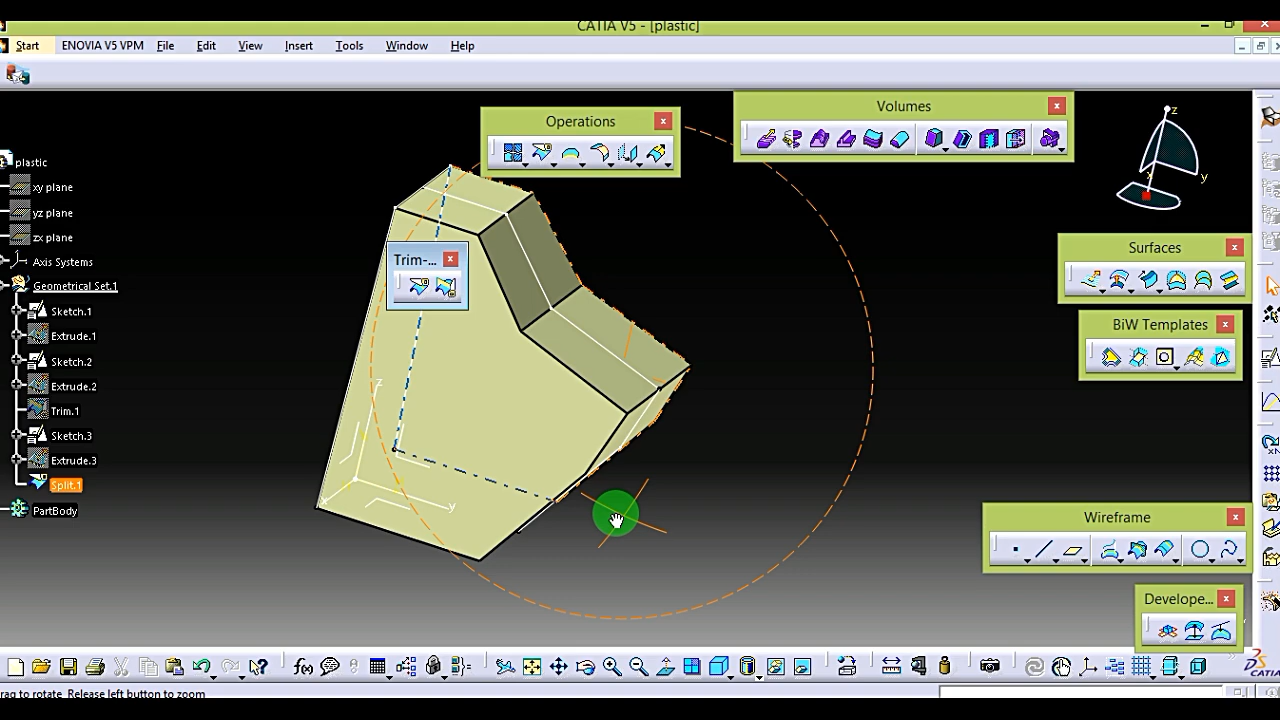 CATIA V5 - [plastic]
Start ENOVIA V5 VPM File Edit View Insert Tools Window Help
Operations
Volumes
plastic
xy plane
yz plane
zx plane
Axis Systems
Geometrical Set.1
Sketch.1
Extrude.1
Sketch.2
Extrude.2
Trim.1
Sketch.3
Extrude.3
Split.1
PartBody
Trim-...
z
y
z
y
x
Surfaces
BiW Templates
Wireframe
Develope...
f(x)
CATIA
drag to rotate. Release left button to zoom